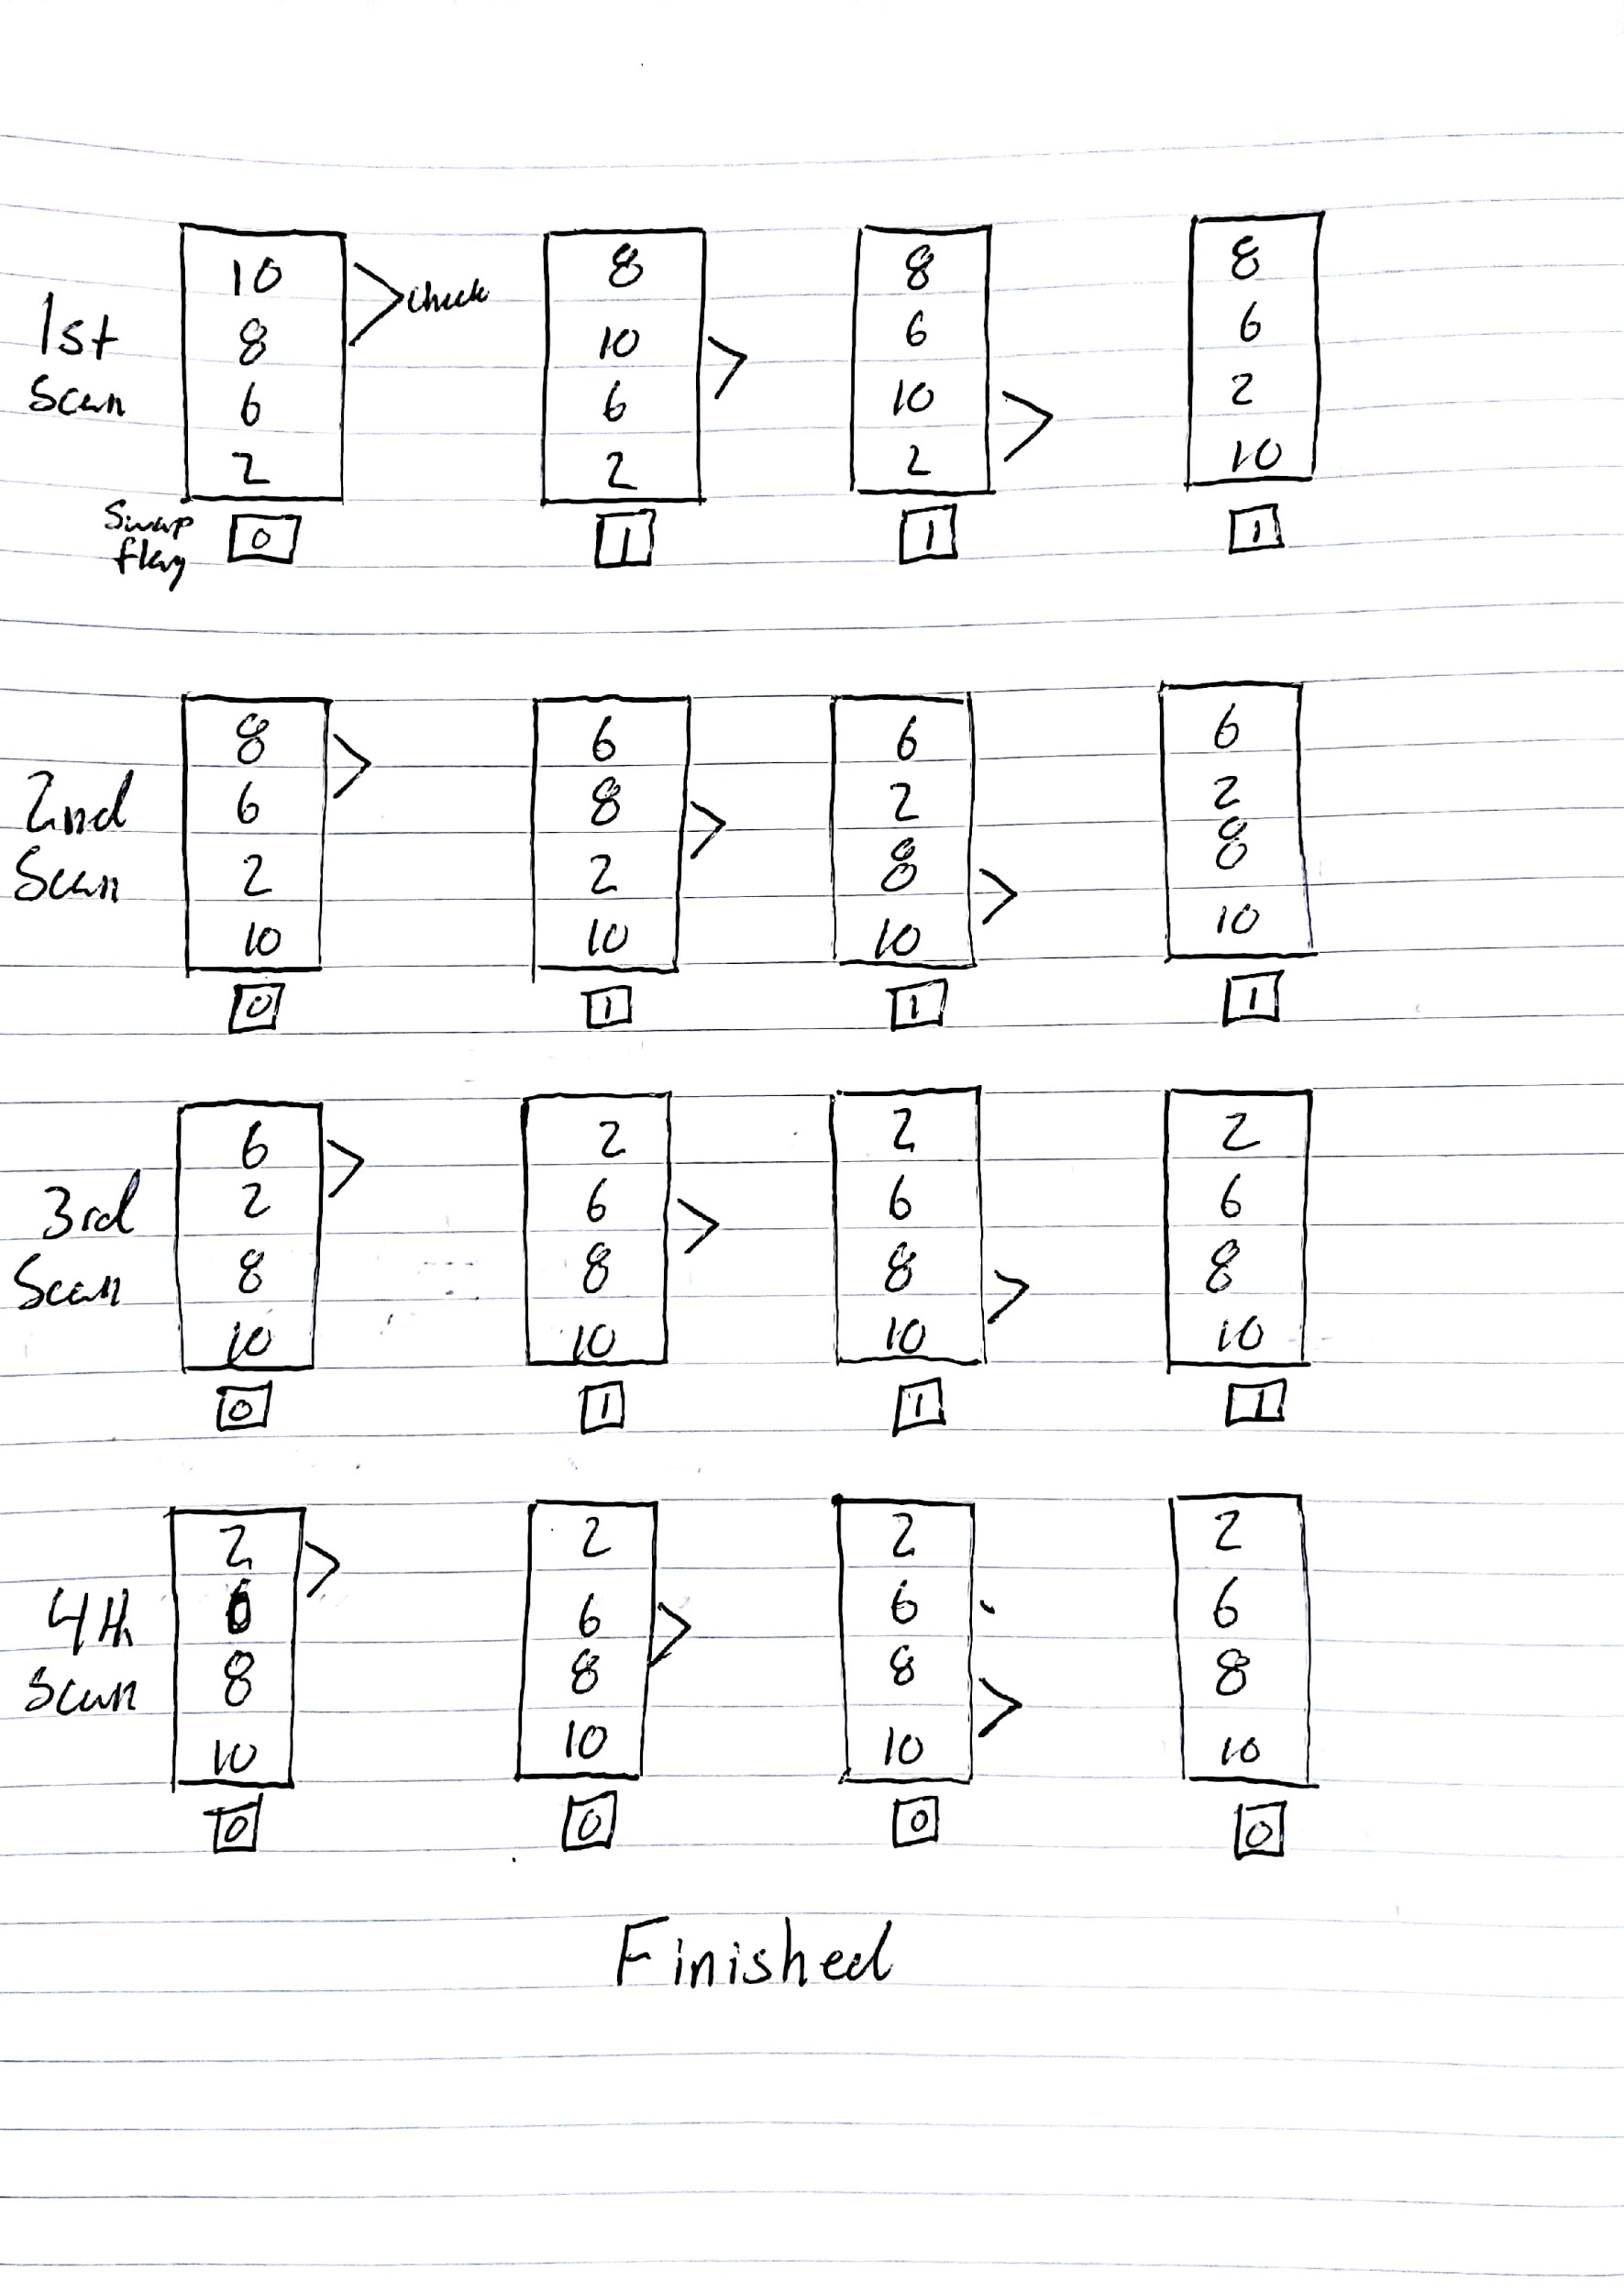 1st Scan
10 8 8 8
check
8 10 6 6
6 6 10 2
2 2 2 10
Swap flag
0 1 1 1
2nd Scan
8 6 6 6
6 8 2 2
2 2 8 8
10 10 10 10
0 1 1 1
3rd Scan
6 2 2 2
2 6 6 6
8 8 8 8
10 10 10 10
0 1 1 1
4th scan
2 2 2 2
6 6 6 6
8 8 8 8
10 10 10 10
0 0 0 0
Finished